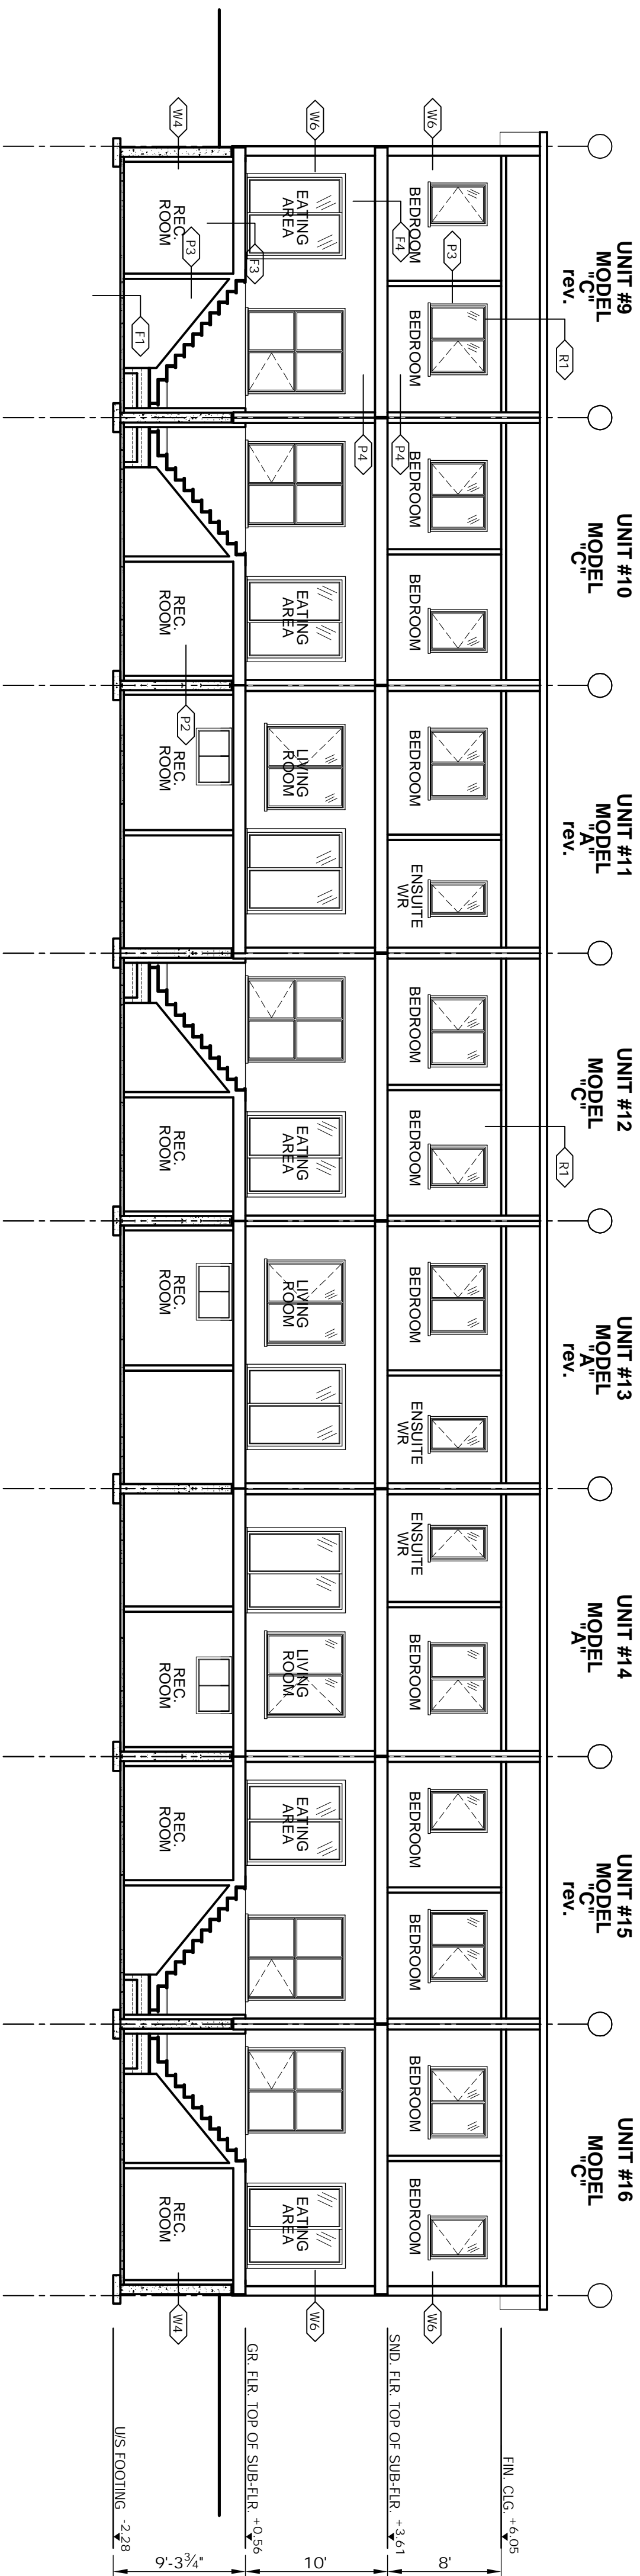 UNIT #9
MODEL
"C"
rev.
UNIT #10
MODEL
"C"
UNIT #11
MODEL
"A"
rev.
UNIT #12
MODEL
"C"
UNIT #13
MODEL
"A"
rev.
UNIT #14
MODEL
"A"
UNIT #15
MODEL
"C"
rev.
UNIT #16
MODEL
"C"
R1
R1
W6
BEDROOM
P3
BEDROOM
P4
BEDROOM
BEDROOM
BEDROOM
ENSUITE
WR
BEDROOM
BEDROOM
BEDROOM
ENSUITE
WR
ENSUITE
WR
BEDROOM
BEDROOM
BEDROOM
BEDROOM
BEDROOM
W6
W6
EATING
AREA
F4
P4
EATING
AREA
LIVING
ROOM
EATING
AREA
LIVING
ROOM
LIVING
ROOM
EATING
AREA
EATING
AREA
W6
W4
REC.
ROOM
P3
F3
F1
REC.
ROOM
P2
REC.
ROOM
REC.
ROOM
REC.
ROOM
REC.
ROOM
REC.
ROOM
REC.
ROOM
W4
FIN. CLG. +6.05
8'
SND. FLR. TOP OF SUB-FLR. +3.61
10'
GR. FLR. TOP OF SUB-FLR. +0.56
9'-3¾"
U/S FOOTING -2.28